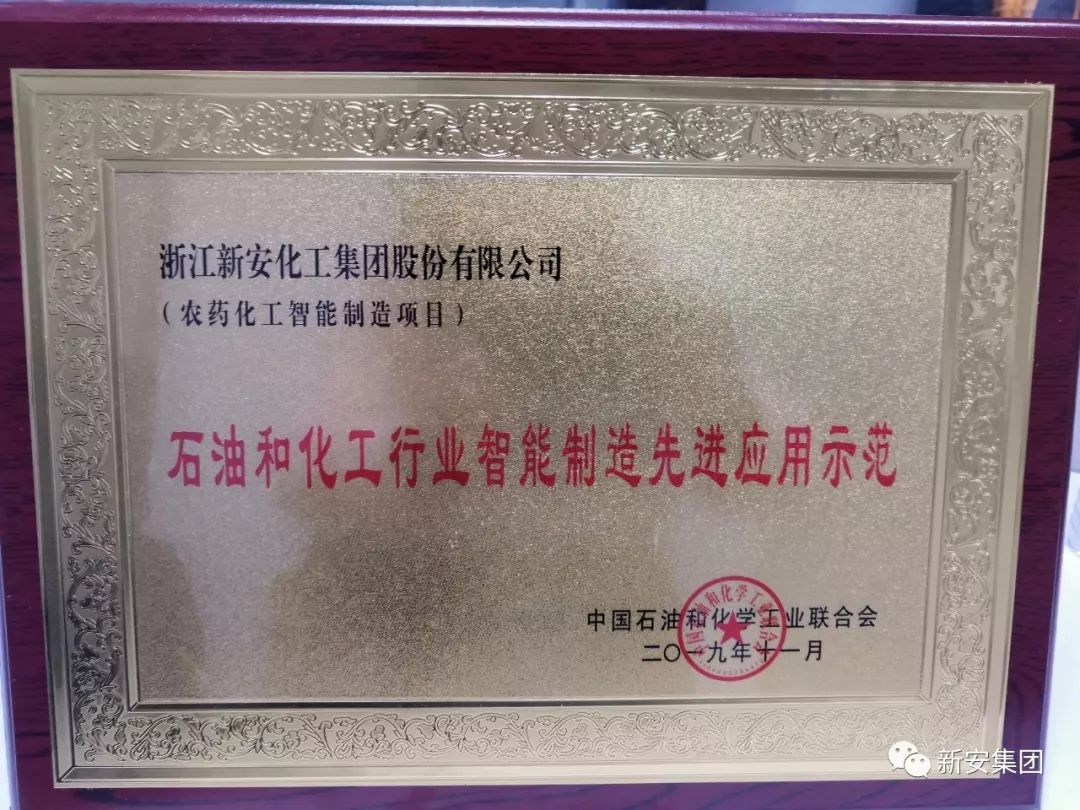 浙江新安化工集团股份有限公司
(农药化工智能制造项目)
石油和化工行业智能制造先进应用示范
中国石油和化学工业联合会
二〇一九年十一月
新安集团